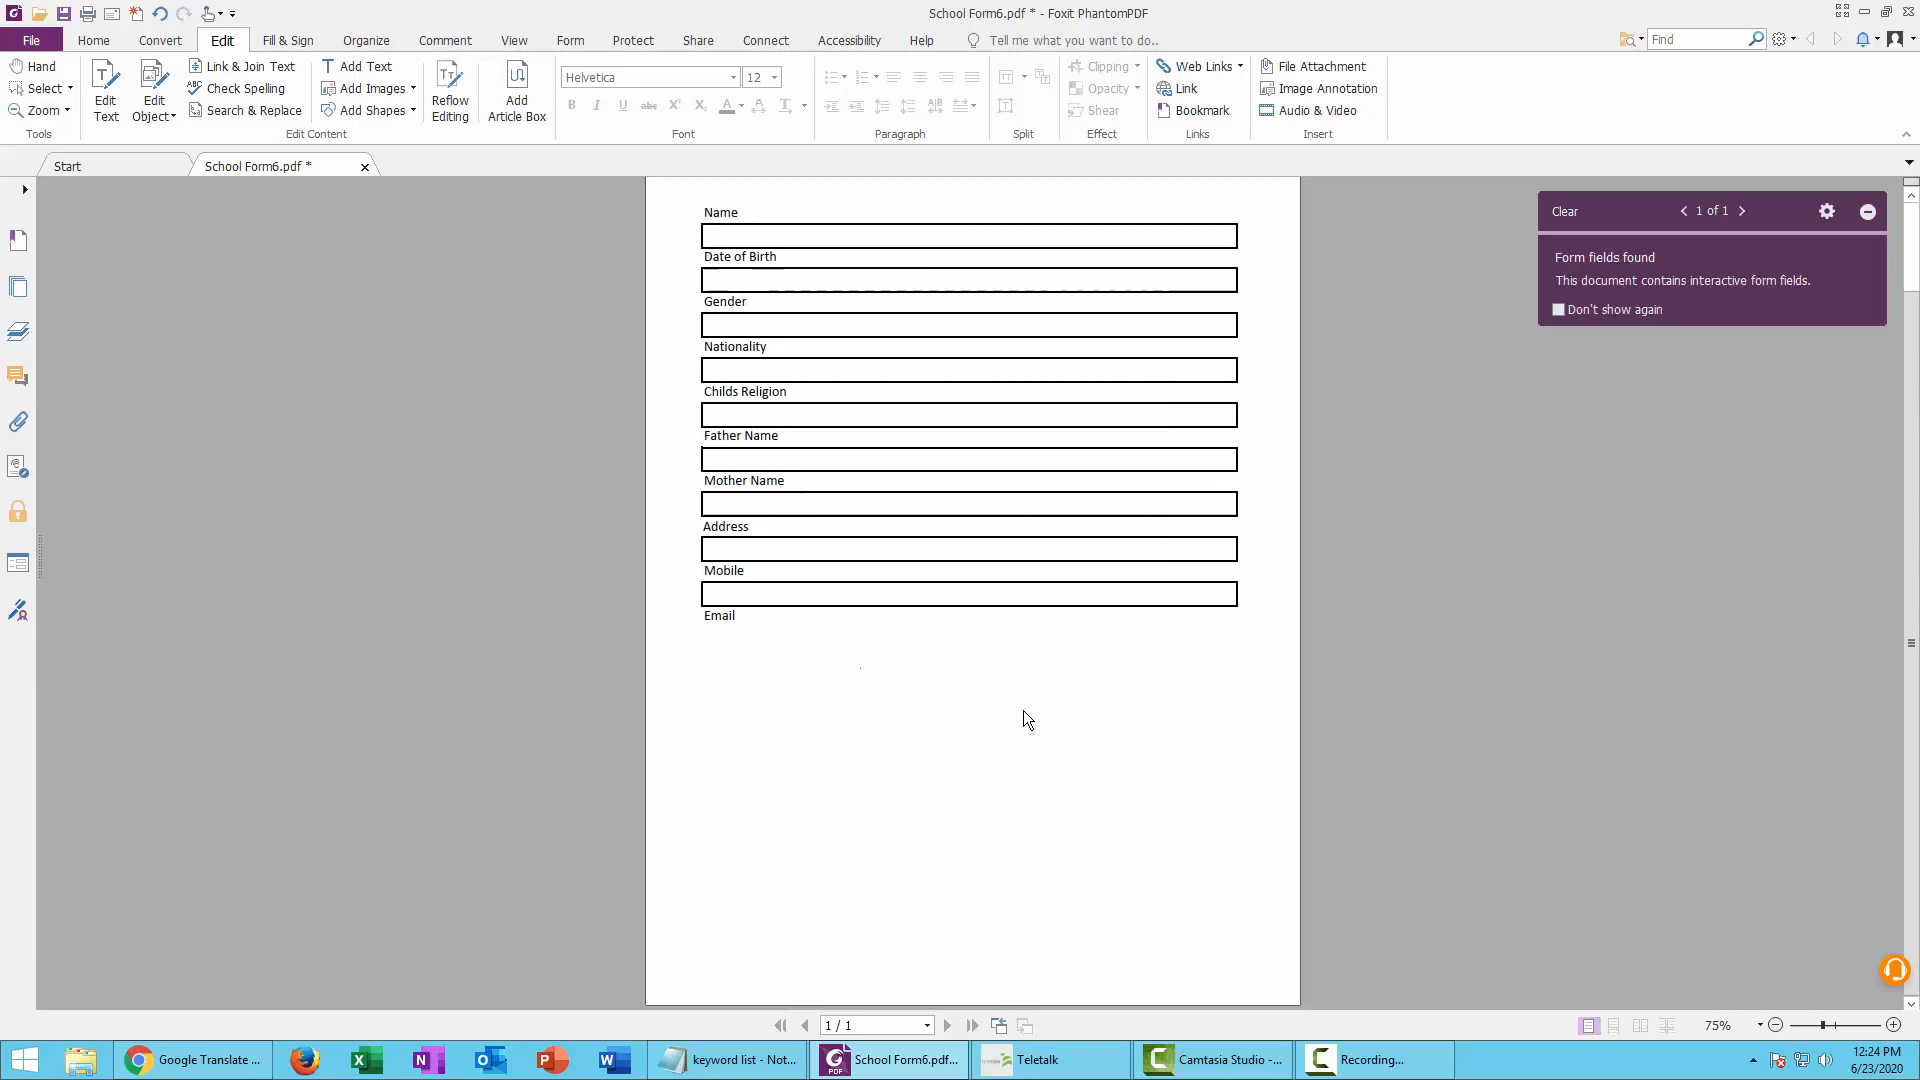 School Form6.pdf * - Foxit PhantomPDF
File Home Convert Edit Fill & Sign Organize Comment View Form Protect Share Connect Accessibility Help Tell me what you want to do.. Find
Hand
Select
Zoom
Tools
Edit
Text
Edit
Object
Link & Join Text
Check Spelling
Search & Replace
Add Text
Add Images
Add Shapes
Edit Content
Reflow
Editing
Add
Article Box
Helvetica 12
B I U abc X² X₂ A
Font
Paragraph
Split
Clipping
Opacity
Shear
Effect
Web Links
Link
Bookmark
Links
File Attachment
Image Annotation
Audio & Video
Insert
Start
School Form6.pdf *
Name
Date of Birth
Gender
Nationality
Childs Religion
Father Name
Mother Name
Address
Mobile
Email
Clear 1 of 1
Form fields found
This document contains interactive form fields.
Don't show again
1 / 1
75%
Google Translate ...
keyword list - Not...
School Form6.pdf...
Teletalk
Camtasia Studio -...
Recording...
12:24 PM
6/23/2020